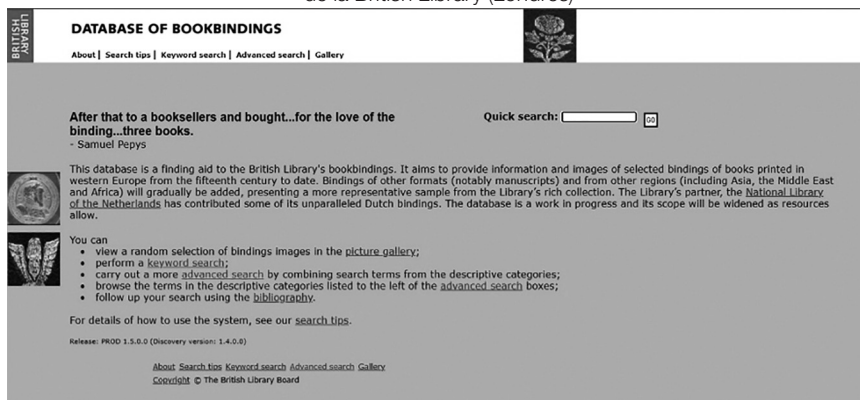 de la British Library (Londres)
BRITISH
LIBRARY
DATABASE OF BOOKBINDINGS
About | Search tips | Keyword search | Advanced search | Gallery
After that to a booksellers and bought...for the love of the
binding...three books.
- Samuel Pepys
Quick search:
GO
This database is a finding aid to the British Library's bookbindings. It aims to provide information and images of selected bindings of books printed in
western Europe from the fifteenth century to date. Bindings of other formats (notably manuscripts) and from other regions (including Asia, the Middle East
and Africa) will gradually be added, presenting a more representative sample from the Library's rich collection. The Library's partner, the National Library
of the Netherlands has contributed some of its unparalleled Dutch bindings. The database is a work in progress and its scope will be widened as resources
allow.
You can
• view a random selection of bindings images in the picture gallery;
• perform a keyword search;
• carry out a more advanced search by combining search terms from the descriptive categories;
• browse the terms in the descriptive categories listed to the left of the advanced search boxes;
• follow up your search using the bibliography.
For details of how to use the system, see our search tips.
Release: PROD 1.5.0.0 (Discovery version: 1.4.0.0)
About Search tips Keyword search Advanced search Gallery
Copyright © The British Library Board